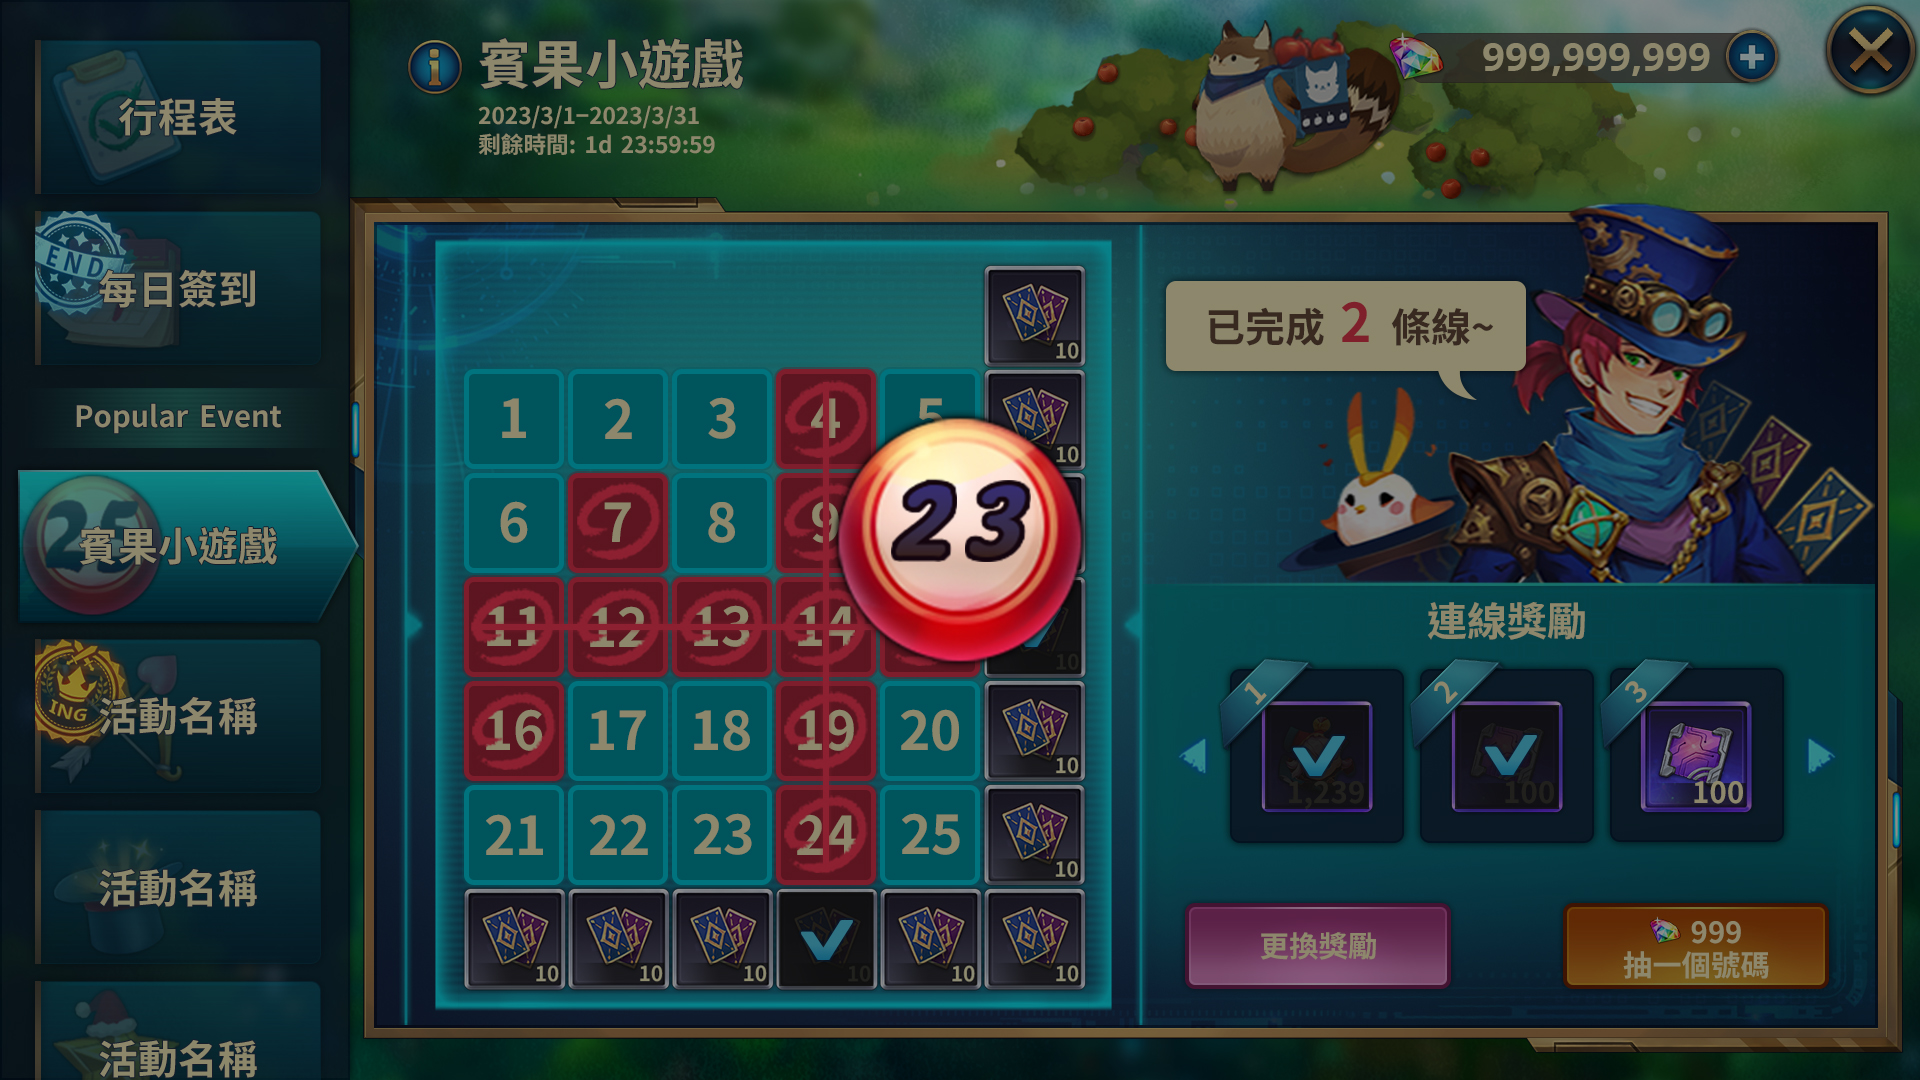 行程表
END
每日簽到
Popular Event
25
賓果小遊戲
ING
活動名稱
活動名稱
活動名稱
i
賓果小遊戲
2023/3/1–2023/3/31
剩餘時間: 1d 23:59:59
999,999,999
10
1 2 3 4 5 10
6 7 8 9
23
11 12 13 14 10
16 17 18 19 20 10
21 22 23 24 25 10
10 10 10 10 10 10
已完成 2 條線~
連線獎勵
1 2 3
1,239 100 100
更換獎勵
999
抽一個號碼